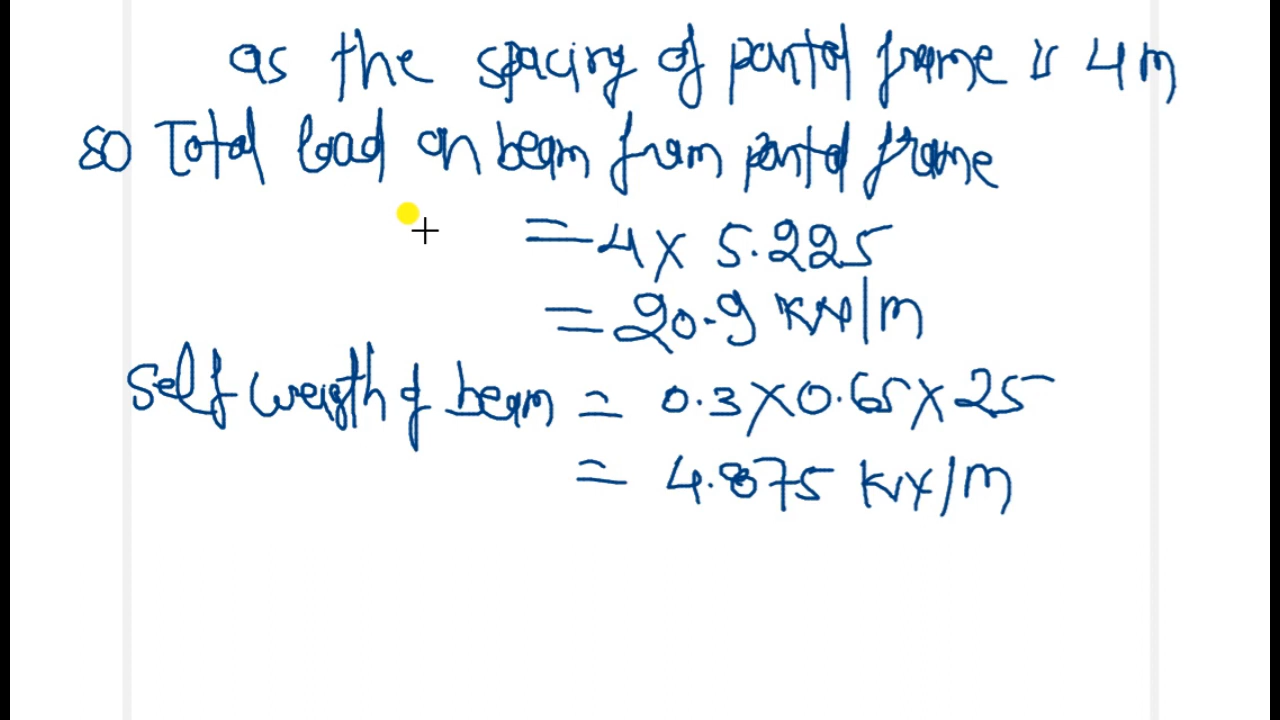 as the spacing of portal frame is 4m
so Total load on beam from portal frame
= 4 x 5.225
= 20.9 kN/m
self weigth of beam = 0.3 x 0.65 x 25
= 4.875 kN/m